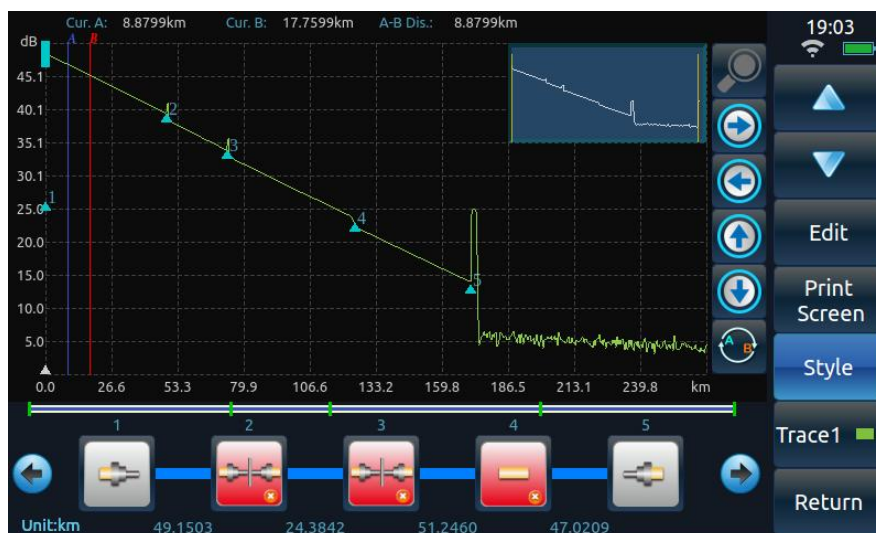 Cur. A: 8.8799km Cur. B: 17.7599km A-B Dis.: 8.8799km
19:03
dB A B
45.1
40.1
2
35.1
3
30.1
25.0
1
4
20.0
15.0
5
10.0
5.0
0.0 26.6 53.3 79.9 106.6 133.2 159.8 186.5 213.1 239.8 km
A B
1 2 3 4 5
Unit:km 49.1503 24.3842 51.2460 47.0209
Edit
Print
Screen
Style
Trace1
Return